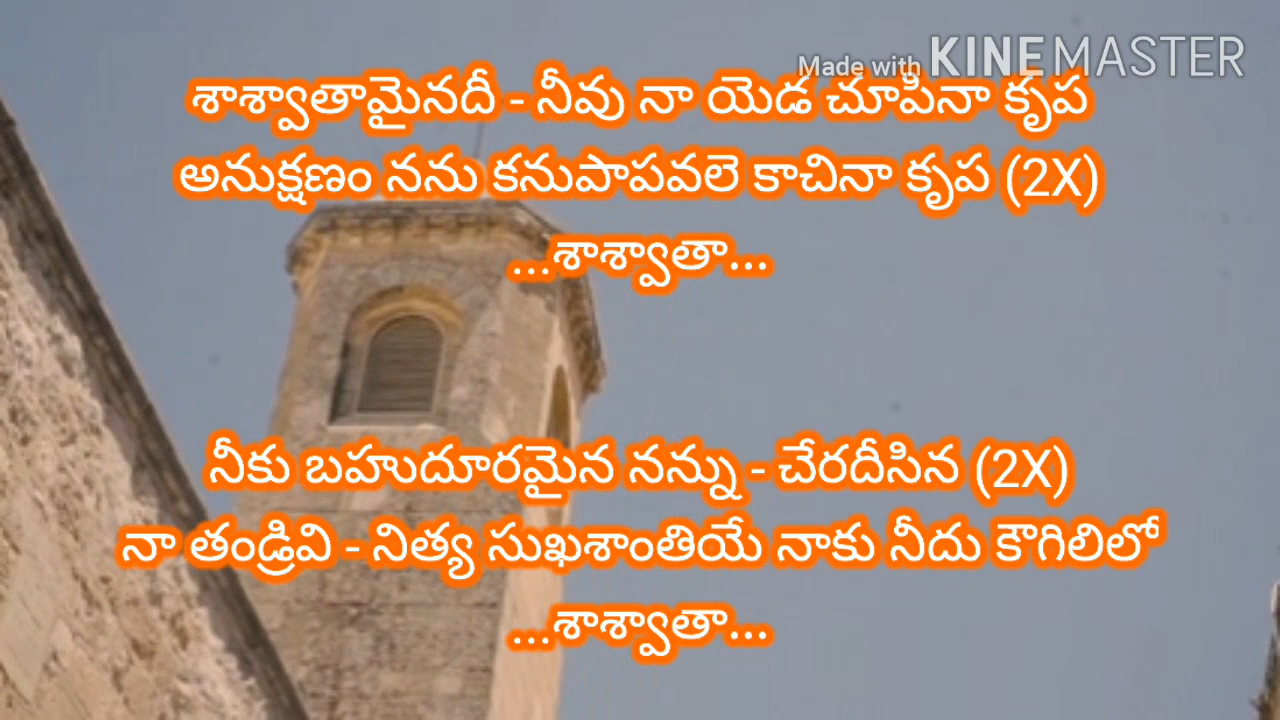 Made with KINEMASTER
శాశ్వాతామైనదీ - నీవు నా యెడ చూపినా కృప
అనుక్షణం నను కనుపాపవలె కాచినా కృప (2X)
...శాశ్వాతా...
నీకు బహుదూరమైన నన్ను - చేరదీసిన (2X)
నా తండ్రివి - నిత్య సుఖశాంతియే నాకు నీదు కౌగిలిలో
...శాశ్వాతా...